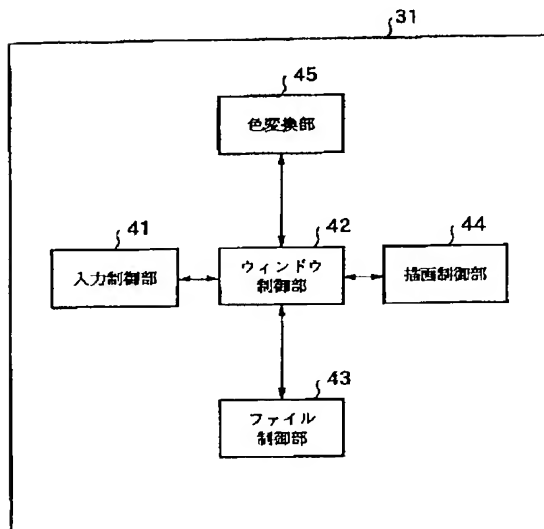 31
45
色変換部
41
入力制御部
42
ウィンドウ
制御部
44
描画制御部
43
ファイル
制御部